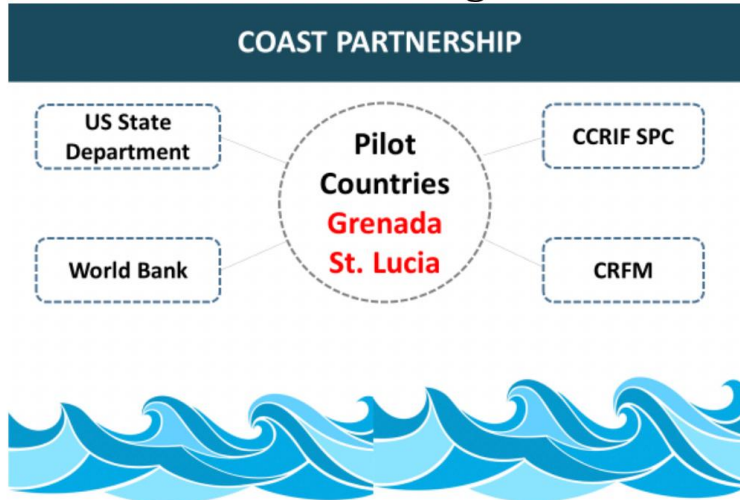 COAST PARTNERSHIP
US State
Department
World Bank
Pilot
Countries
Grenada
St. Lucia
CCRIF SPC
CRFM